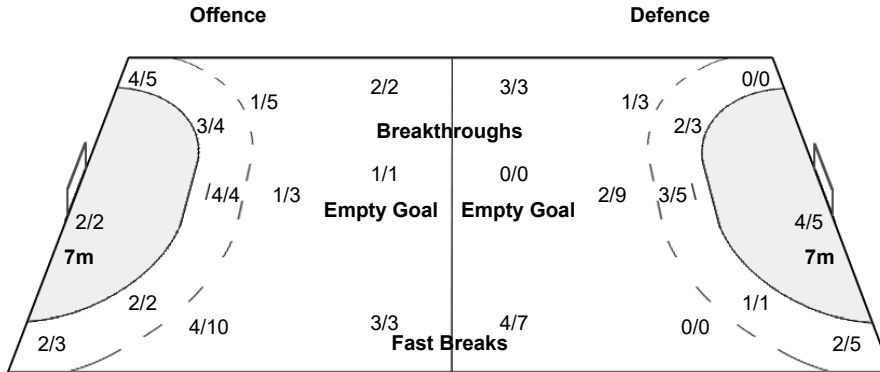 Offence Defence
4/5 2/2 3/3 0/0
1/5 1/3
3/4 Breakthroughs 2/3
1/1 0/0
4/4 1/3 2/9 3/5
2/2 Empty Goal Empty Goal 4/5
7m 7m
2/2 1/1
4/10 3/3 4/7 0/0
2/3 Fast Breaks 2/5